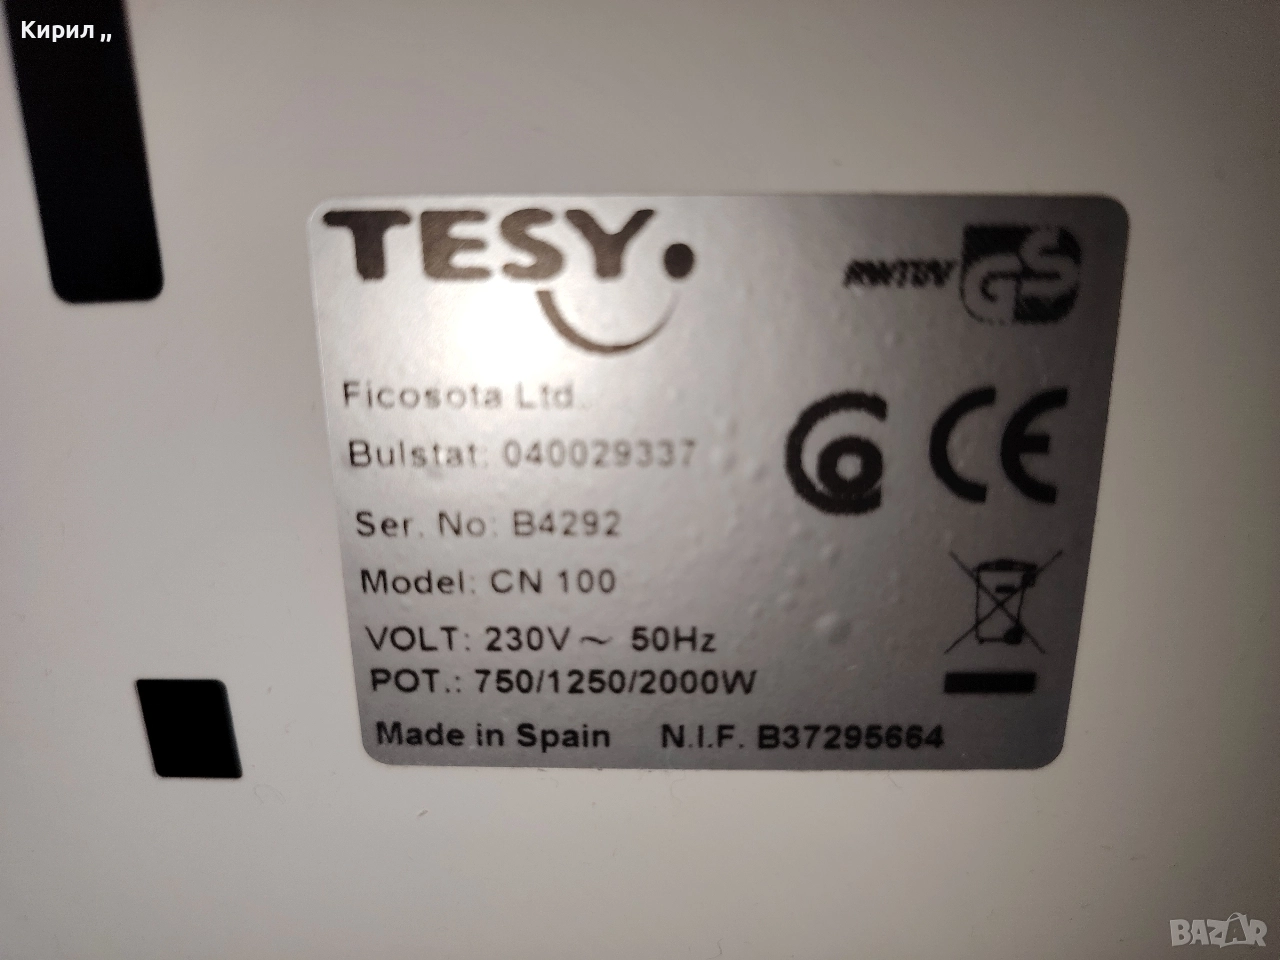 Кирил „
TESY
RWTÜV GS
Ficosota Ltd.
Bulstat: 040029337
CE
Ser. No: B4292
Model: CN 100
VOLT: 230V ~ 50Hz
POT.: 750/1250/2000W
Made in Spain N.I.F. B37295664
BAZAR